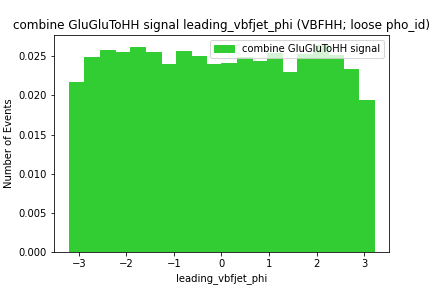 combine GluGluToHH signal leading_vbfjet_phi (VBFHH; loose pho_id)
combine GluGluToHH signal
Number of Events
0.025
0.020
0.015
0.010
0.005
0.000
−3 −2 −1 0 1 2 3
leading_vbfjet_phi